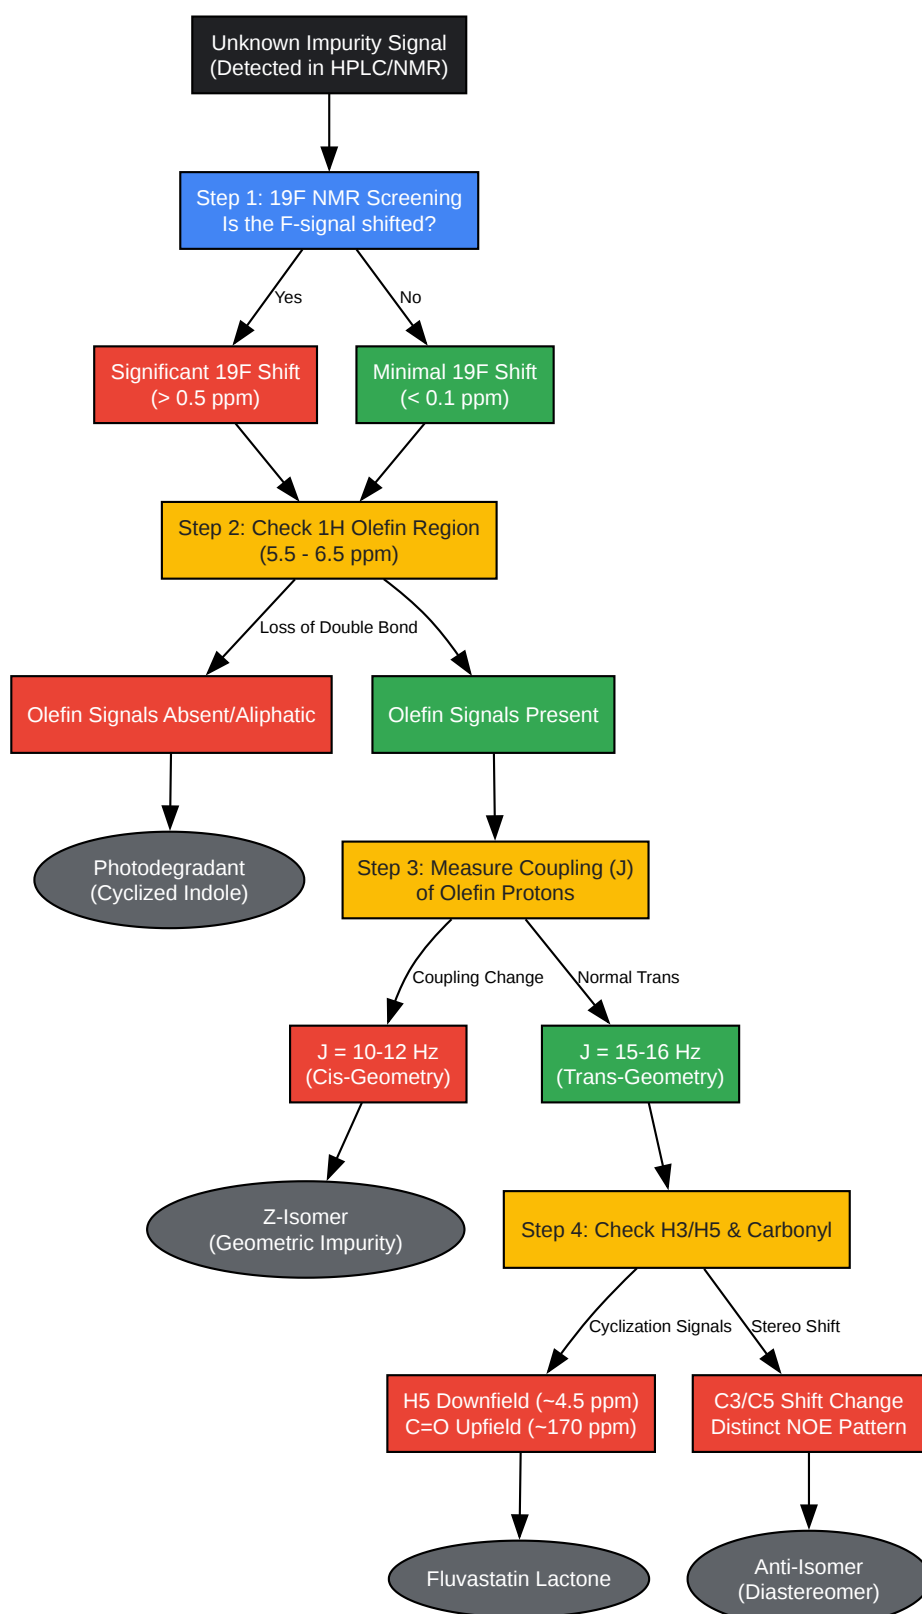 Unknown Impurity Signal
(Detected in HPLC/NMR)
Step 1: 19F NMR Screening
Is the F-signal shifted?
Yes
No
Significant 19F Shift
(> 0.5 ppm)
Minimal 19F Shift
(< 0.1 ppm)
Step 2: Check 1H Olefin Region
(5.5 - 6.5 ppm)
Loss of Double Bond
Olefin Signals Absent/Aliphatic
Olefin Signals Present
Photodegradant
(Cyclized Indole)
Step 3: Measure Coupling (J)
of Olefin Protons
Coupling Change
Normal Trans
J = 10-12 Hz
(Cis-Geometry)
J = 15-16 Hz
(Trans-Geometry)
Z-Isomer
(Geometric Impurity)
Step 4: Check H3/H5 & Carbonyl
Cyclization Signals
Stereo Shift
H5 Downfield (~4.5 ppm)
C=O Upfield (~170 ppm)
C3/C5 Shift Change
Distinct NOE Pattern
Fluvastatin Lactone
Anti-Isomer
(Diastereomer)